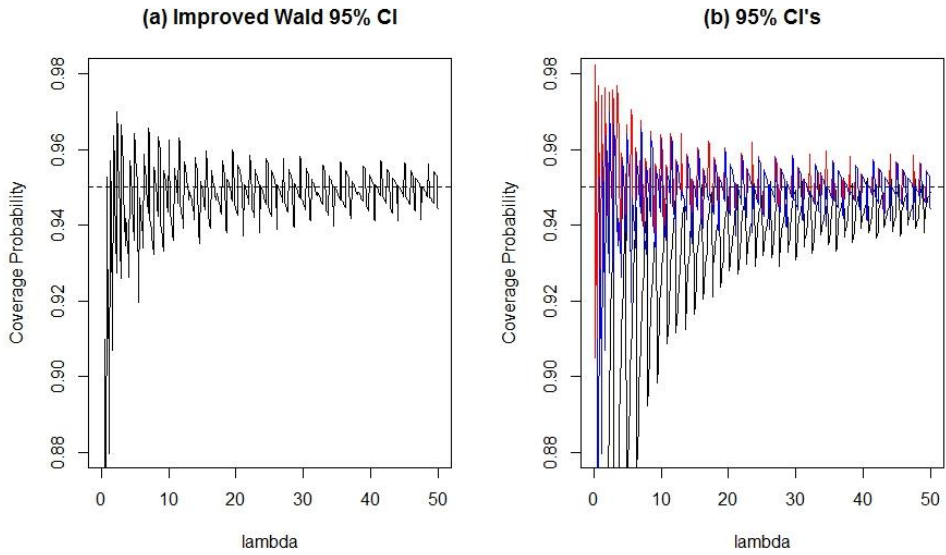 (a) Improved Wald 95% CI
Coverage Probability
0.98
0.96
0.94
0.92
0.90
0.88
0 10 20 30 40 50
lambda
(b) 95% CI's
Coverage Probability
0.98
0.96
0.94
0.92
0.90
0.88
0 10 20 30 40 50
lambda